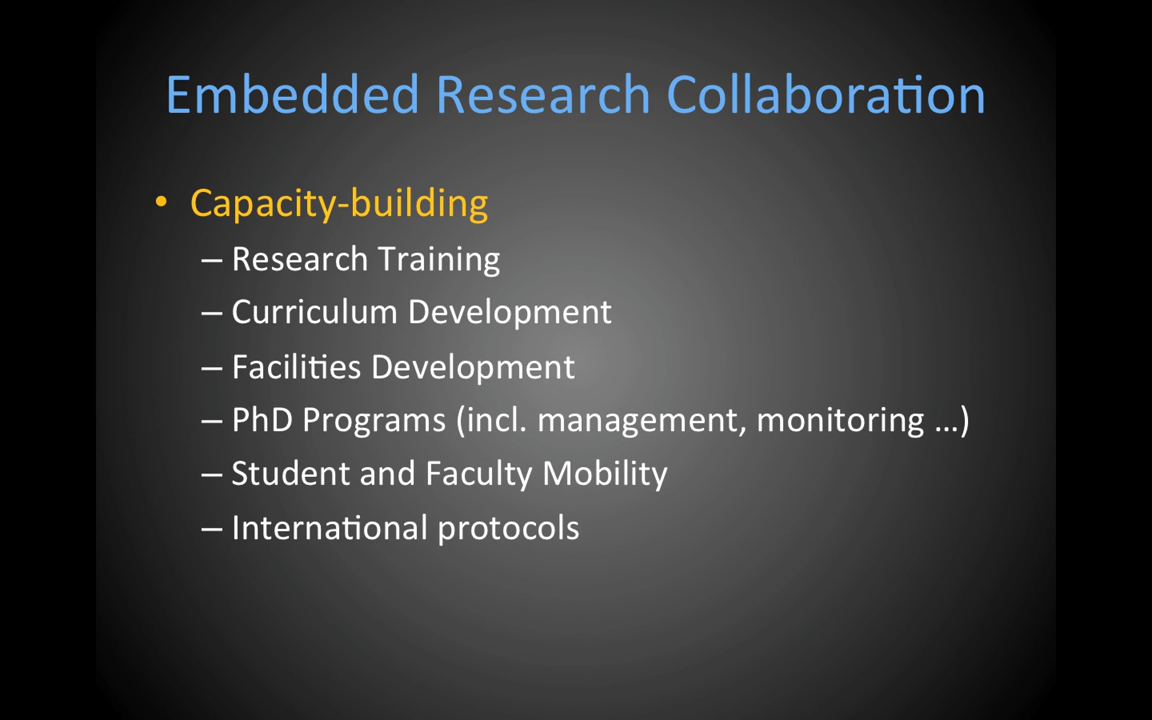 Embedded Research Collaboration
• Capacity-building
– Research Training
– Curriculum Development
– Facilities Development
– PhD Programs (incl. management, monitoring ...)
– Student and Faculty Mobility
– International protocols